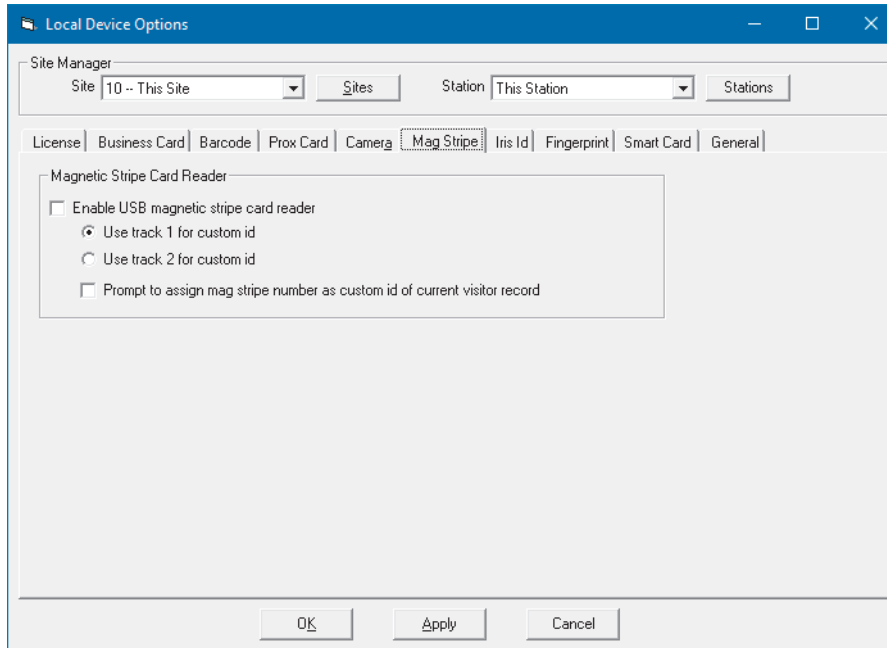 Local Device Options
Site Manager
Site 10 -- This Site Sites Station This Station Stations
License Business Card Barcode Prox Card Camera Mag Stripe Iris Id Fingerprint Smart Card General
Magnetic Stripe Card Reader
Enable USB magnetic stripe card reader
Use track 1 for custom id
Use track 2 for custom id
Prompt to assign mag stripe number as custom id of current visitor record
OK Apply Cancel